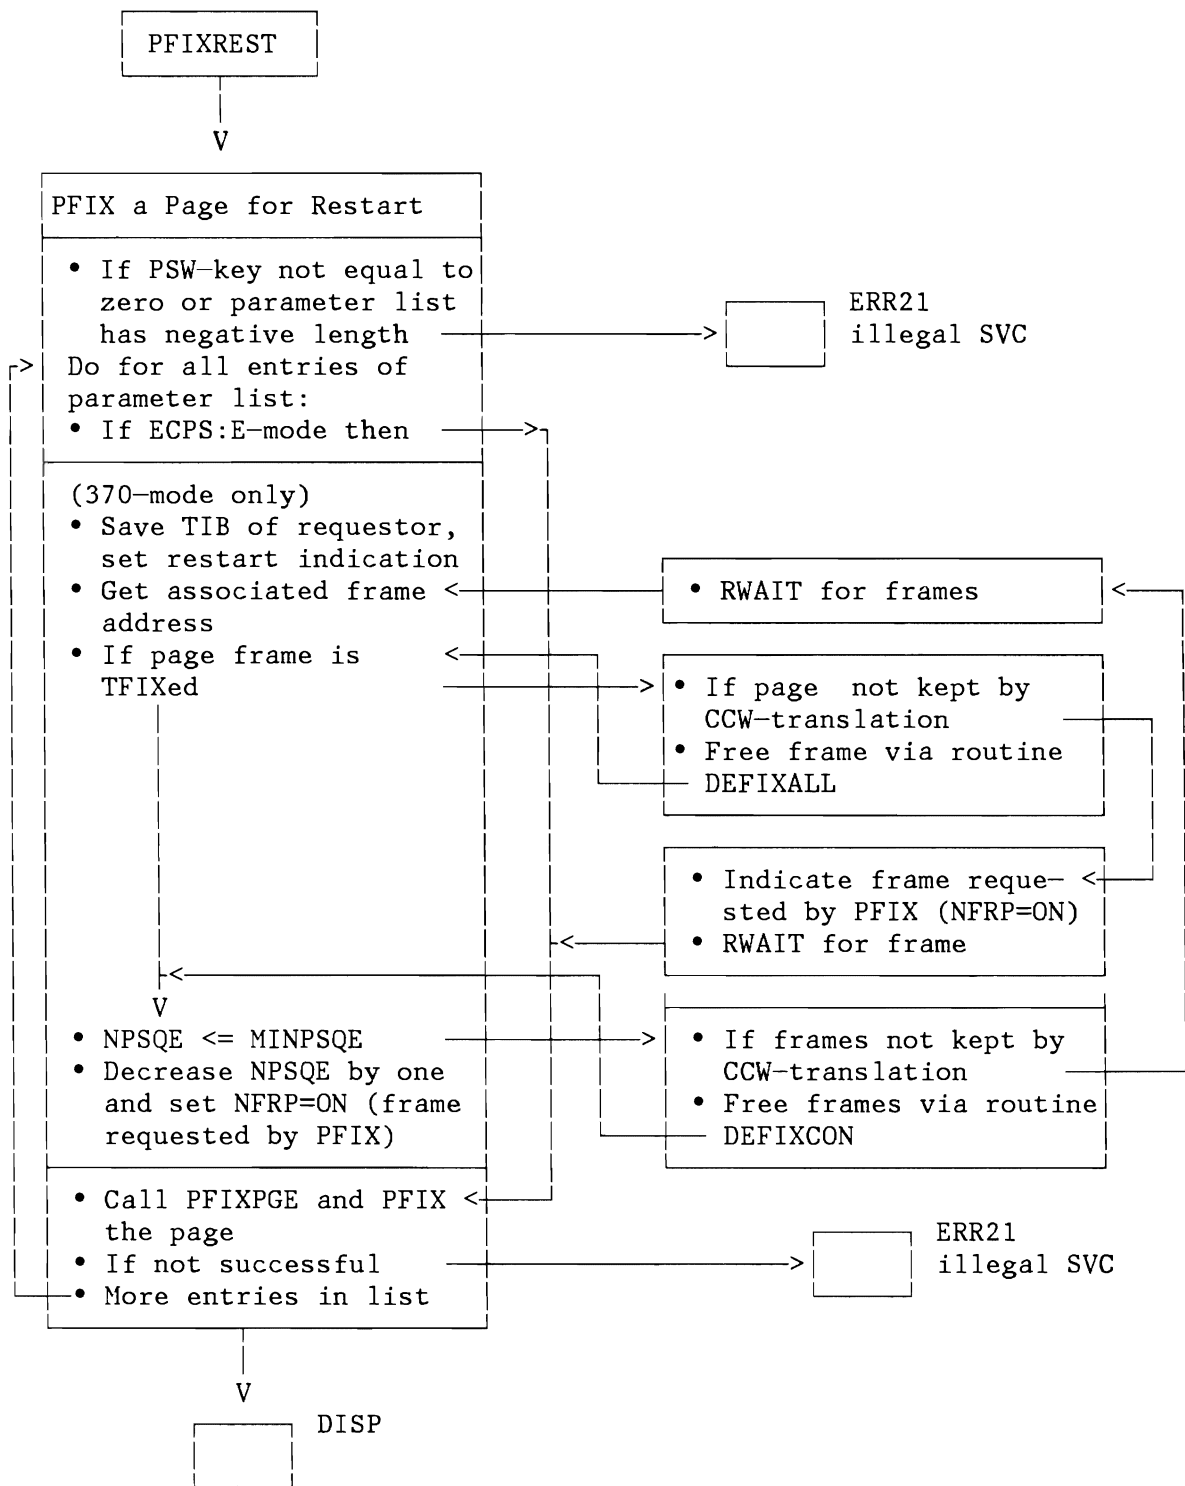 PFIXREST
PFIX a Page for Restart
• If PSW-key not equal to
zero or parameter list
has negative length
ERR21
illegal SVC
Do for all entries of
parameter list:
• If ECPS:E-mode then
(370-mode only)
• Save TIB of requestor,
set restart indication
• Get associated frame
address
• If page frame is
TFIXed
• RWAIT for frames
• If page  not kept by
CCW-translation
• Free frame via routine
DEFIXALL
• Indicate frame reque-
sted by PFIX (NFRP=ON)
• RWAIT for frame
• NPSQE <= MINPSQE
• Decrease NPSQE by one
and set NFRP=ON (frame
requested by PFIX)
• If frames not kept by
CCW-translation
• Free frames via routine
DEFIXCON
• Call PFIXPGE and PFIX
the page
• If not successful
• More entries in list
ERR21
illegal SVC
DISP